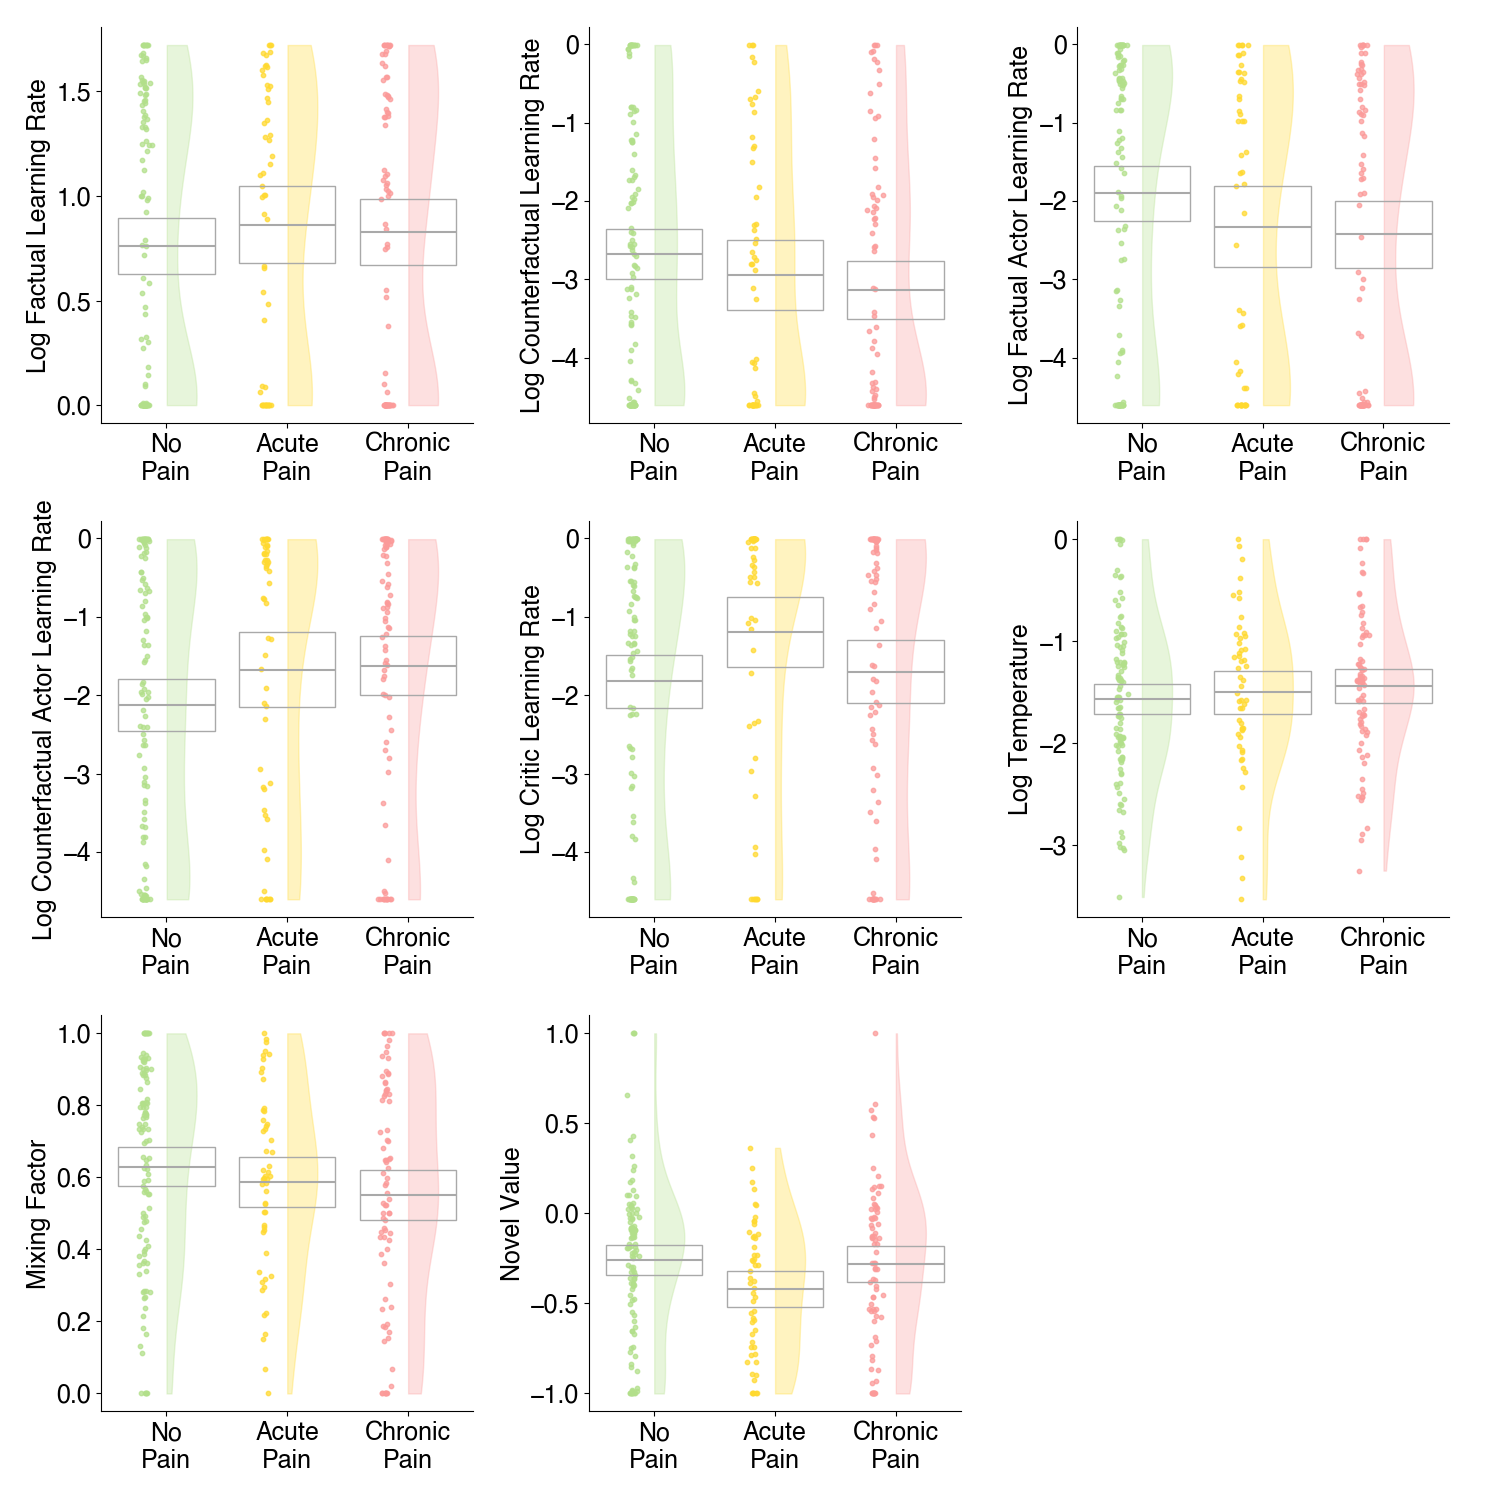 Log Factual Learning Rate
1.5
1.0
0.5
0.0
No
Pain
Acute
Pain
Chronic
Pain
Log Counterfactual Learning Rate
0
−1
−2
−3
−4
No
Pain
Acute
Pain
Chronic
Pain
Log Factual Actor Learning Rate
0
−1
−2
−3
−4
No
Pain
Acute
Pain
Chronic
Pain
Log Counterfactual Actor Learning Rate
0
−1
−2
−3
−4
No
Pain
Acute
Pain
Chronic
Pain
Log Critic Learning Rate
0
−1
−2
−3
−4
No
Pain
Acute
Pain
Chronic
Pain
Log Temperature
0
−1
−2
−3
No
Pain
Acute
Pain
Chronic
Pain
Mixing Factor
1.0
0.8
0.6
0.4
0.2
0.0
No
Pain
Acute
Pain
Chronic
Pain
Novel Value
1.0
0.5
0.0
−0.5
−1.0
No
Pain
Acute
Pain
Chronic
Pain